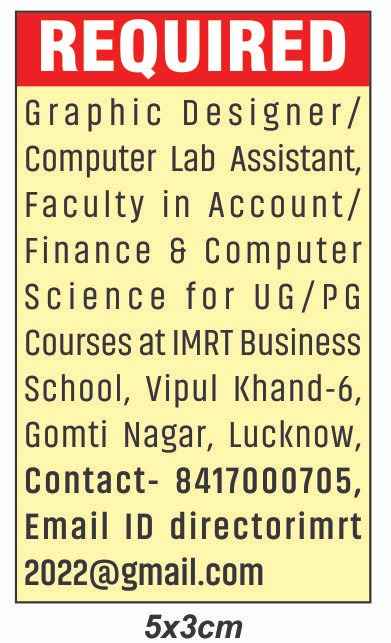 REQUIRED
Graphic Designer/
Computer Lab Assistant,
Faculty in Account/
Finance & Computer
Science for UG/PG
Courses at IMRT Business
School, Vipul Khand-6,
Gomti Nagar, Lucknow,
Contact- 8417000705,
Email ID directorimrt
2022@gmail.com
5x3cm